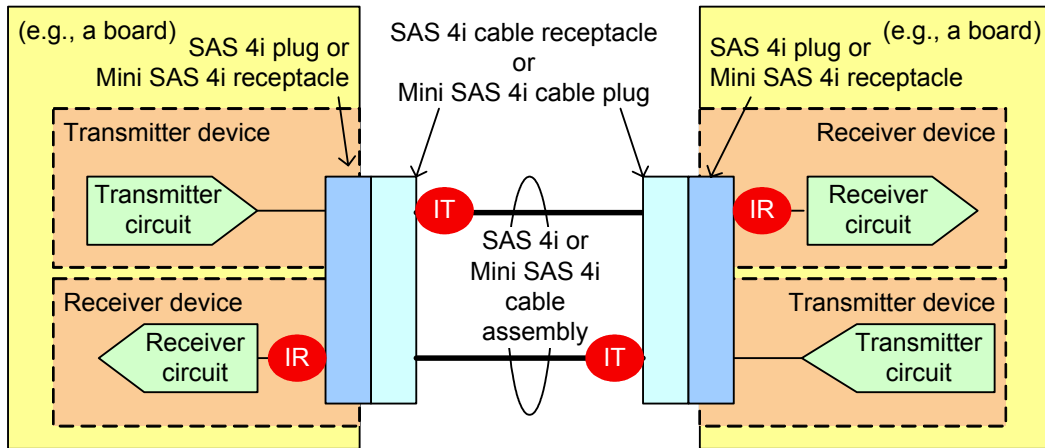 (e.g., a board)
SAS 4i plug or
Mini SAS 4i receptacle
SAS 4i cable receptacle
or
Mini SAS 4i cable plug
(e.g., a board)
SAS 4i plug or
Mini SAS 4i receptacle
Transmitter device
Transmitter
circuit
IT
SAS 4i or
Mini SAS 4i
cable
assembly
Receiver device
IR
Receiver
circuit
Receiver device
Receiver
circuit
IR
IT
Transmitter device
Transmitter
circuit